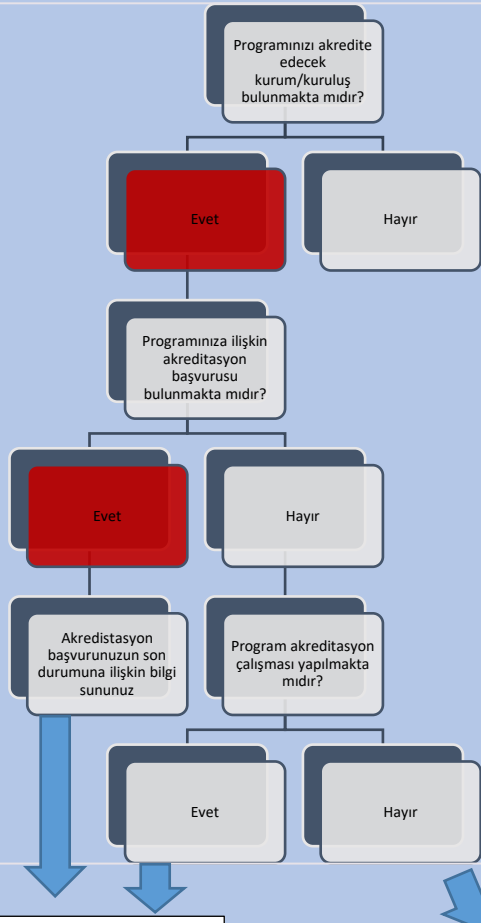 Programınızı akredite
edecek
kurum/kuruluş
bulunmakta mıdır?
Evet
Hayır
Programınıza ilişkin
akreditasyon
başvurusu
bulunmakta mıdır?
Evet
Hayır
Akredistasyon
başvurunuzun son
durumuna ilişkin bilgi
sununuz
Program akreditasyon
çalışması yapılmakta
mıdır?
Evet
Hayır